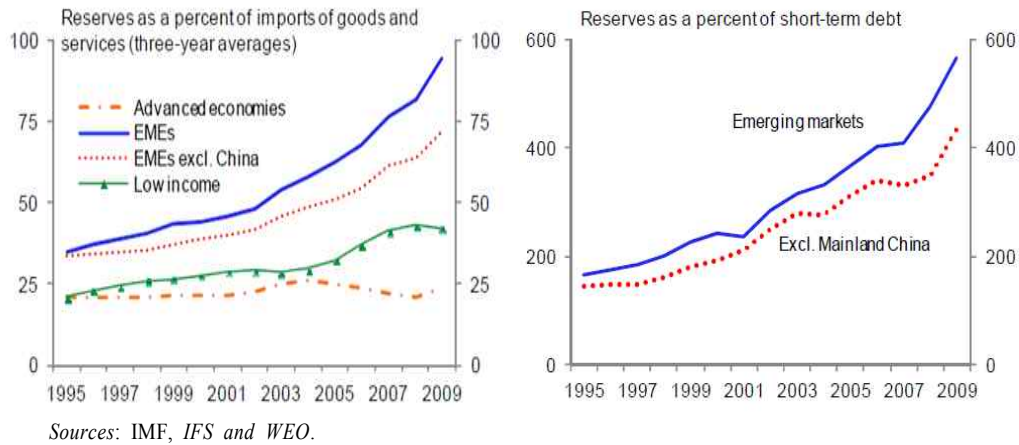 Reserves as a percent of imports of goods and
services (three-year averages)
100
75
50
25
0
100
75
50
25
0
Advanced economies
EMEs
EMEs excl. China
Low income
1995 1997 1999 2001 2003 2005 2007 2009
Reserves as a percent of short-term debt
600
400
200
0
600
400
200
0
Emerging markets
Excl. Mainland China
1995 1997 1999 2001 2003 2005 2007 2009
Sources: IMF, IFS and WEO.